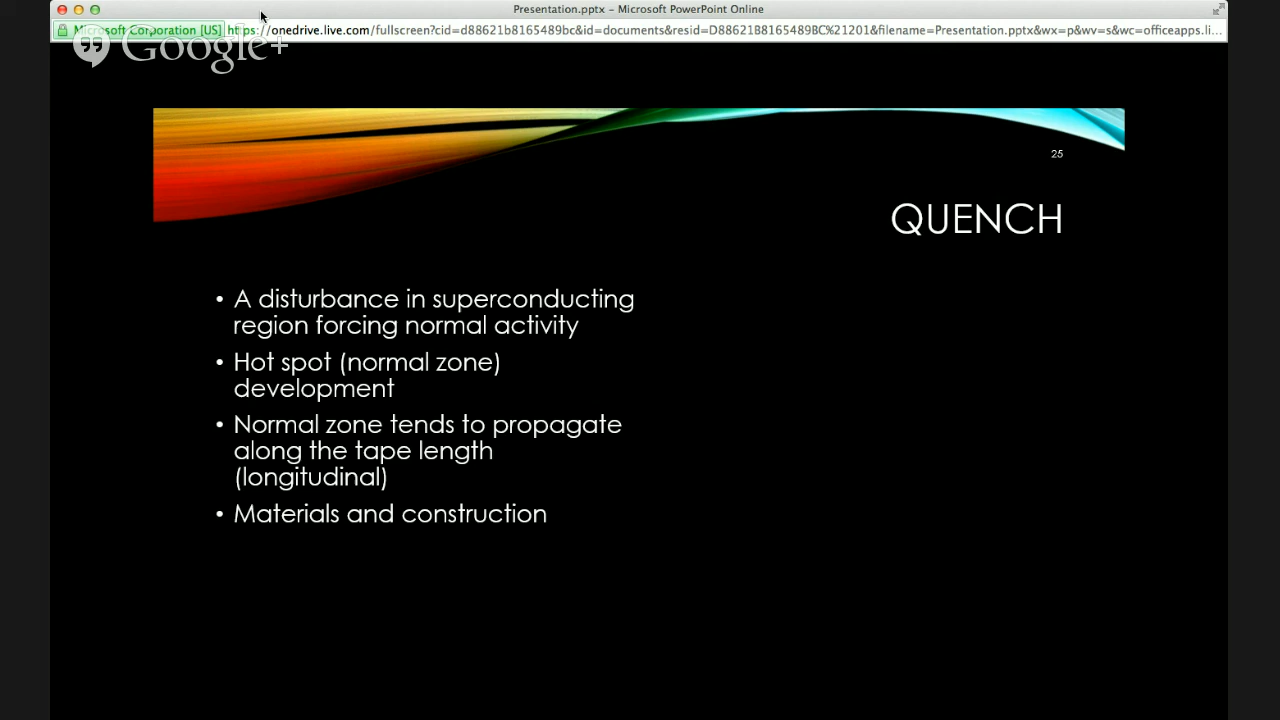 Presentation.pptx - Microsoft PowerPoint Online
Microsoft Corporation [US] https://onedrive.live.com/fullscreen?cid=d88621b8165489bc&id=documents&resid=D88621B8165489BC%21201&filename=Presentation.pptx&wx=p&wv=s&wc=officeapps.li...
Google+
25
QUENCH
• A disturbance in superconducting
region forcing normal activity
• Hot spot (normal zone)
development
• Normal zone tends to propagate
along the tape length
(longitudinal)
• Materials and construction